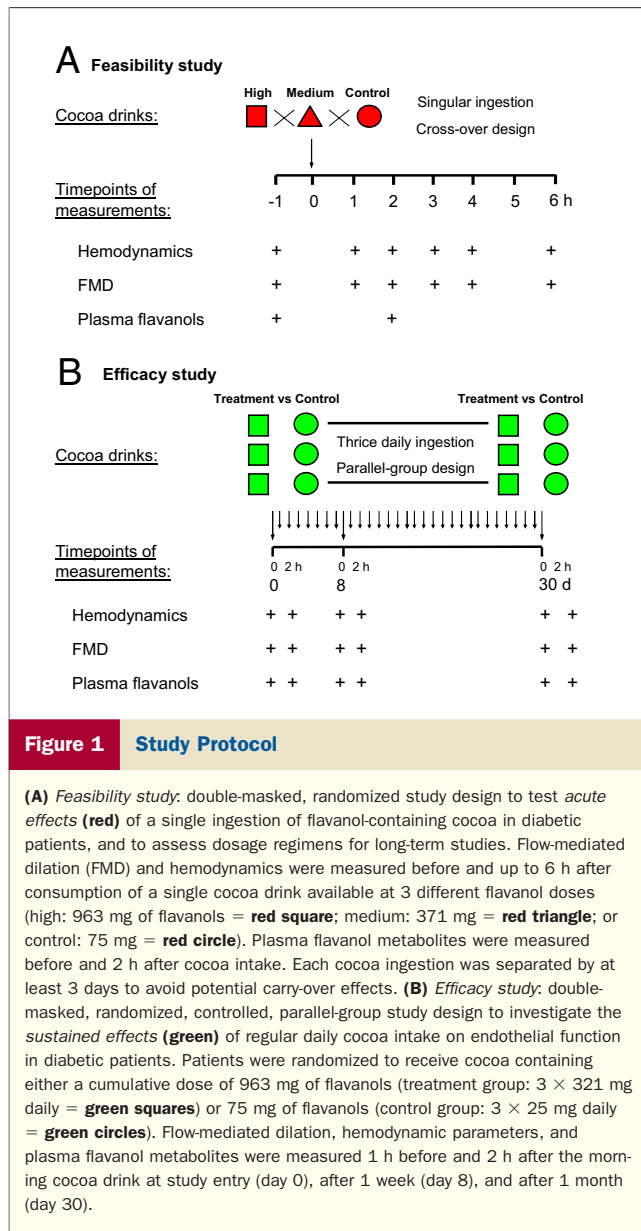 A Feasibility study
High Medium Control
Cocoa drinks:
Singular ingestion
Cross-over design
Timepoints of
measurements:
-1 0 1 2 3 4 5 6 h
Hemodynamics + + + + + +
FMD + + + + + +
Plasma flavanols + +
B Efficacy study
Treatment vs Control Treatment vs Control
Cocoa drinks:
Thrice daily ingestion
Parallel-group design
Timepoints of
measurements:
0 2 h 0 2 h 0 2 h
0 8 30 d
Hemodynamics + + + + + +
FMD + + + + + +
Plasma flavanols + + + + + +
Figure 1 Study Protocol
(A) Feasibility study: double-masked, randomized study design to test acute
effects (red) of a single ingestion of flavanol-containing cocoa in diabetic
patients, and to assess dosage regimens for long-term studies. Flow-mediated
dilation (FMD) and hemodynamics were measured before and up to 6 h after
consumption of a single cocoa drink available at 3 different flavanol doses
(high: 963 mg of flavanols = red square; medium: 371 mg = red triangle; or
control: 75 mg = red circle). Plasma flavanol metabolites were measured
before and 2 h after cocoa intake. Each cocoa ingestion was separated by at
least 3 days to avoid potential carry-over effects. (B) Efficacy study: double-
masked, randomized, controlled, parallel-group study design to investigate the
sustained effects (green) of regular daily cocoa intake on endothelial function
in diabetic patients. Patients were randomized to receive cocoa containing
either a cumulative dose of 963 mg of flavanols (treatment group: 3 × 321 mg
daily = green squares) or 75 mg of flavanols (control group: 3 × 25 mg daily
= green circles). Flow-mediated dilation, hemodynamic parameters, and
plasma flavanol metabolites were measured 1 h before and 2 h after the morn-
ing cocoa drink at study entry (day 0), after 1 week (day 8), and after 1 month
(day 30).